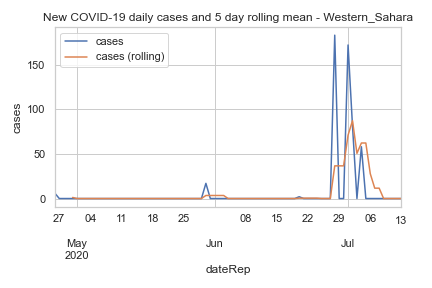 New COVID-19 daily cases and 5 day rolling mean - Western_Sahara
cases
cases (rolling)
150
100
50
0
cases
27 04 11 18 25 08 15 22 29 06 13
May Jun Jul
2020
dateRep